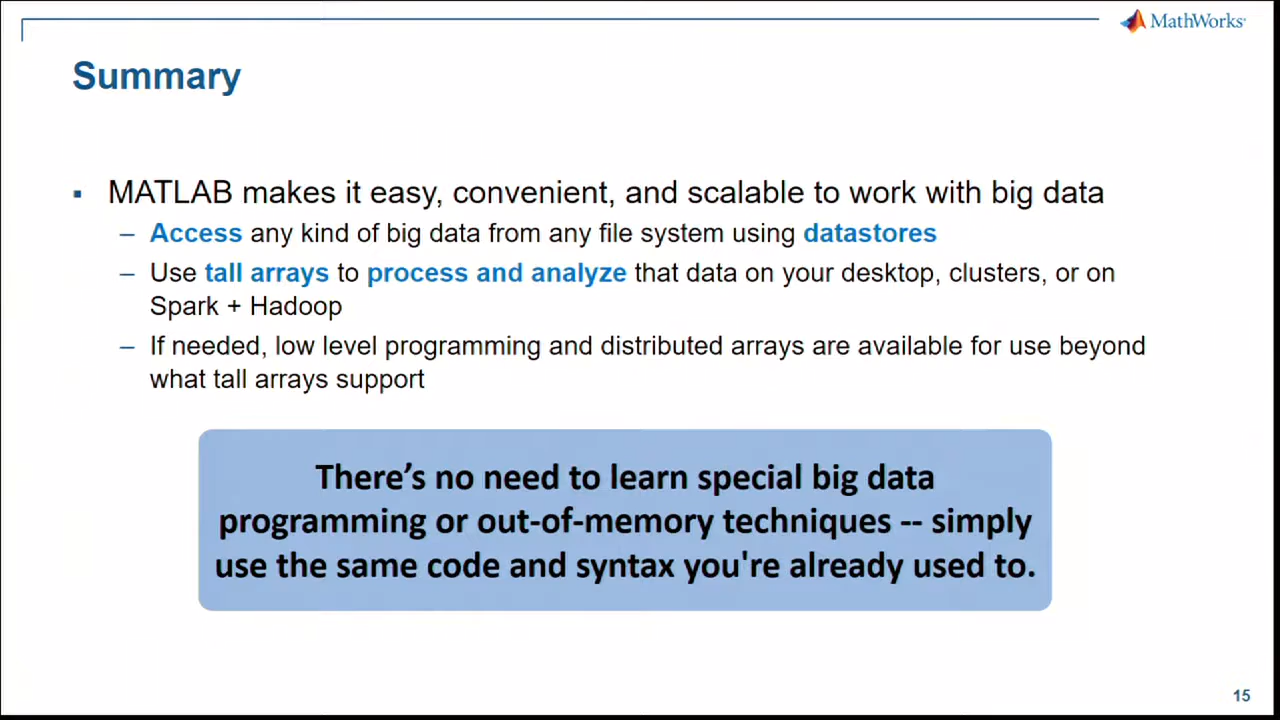 MathWorks
Summary
▪ MATLAB makes it easy, convenient, and scalable to work with big data
– Access any kind of big data from any file system using datastores
– Use tall arrays to process and analyze that data on your desktop, clusters, or on
Spark + Hadoop
– If needed, low level programming and distributed arrays are available for use beyond
what tall arrays support
There’s no need to learn special big data
programming or out-of-memory techniques -- simply
use the same code and syntax you're already used to.
15